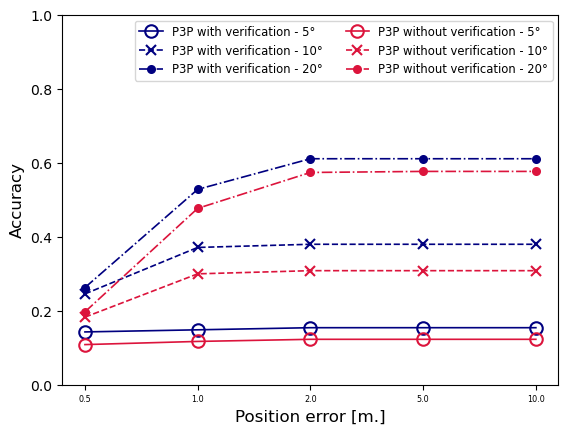 P3P with verification - 5°
P3P with verification - 10°
P3P with verification - 20°
P3P without verification - 5°
P3P without verification - 10°
P3P without verification - 20°
1.0
0.8
0.6
0.4
0.2
0.0
Accuracy
0.5 1.0 2.0 5.0 10.0
Position error [m.]